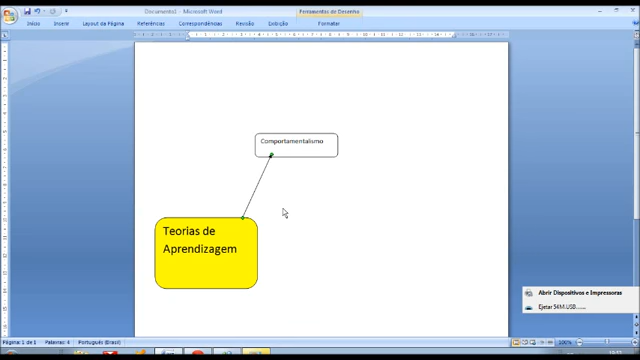 Documento1 - Microsoft Word
Ferramentas de Desenho
Início Inserir Layout da Página Referências Correspondências Revisão Exibição Formatar
Comportamentalismo
Teorias de
Aprendizagem
Abrir Dispositivos e Impressoras
Página: 1 de 1 Palavras: 4 Português (Brasil) 100%